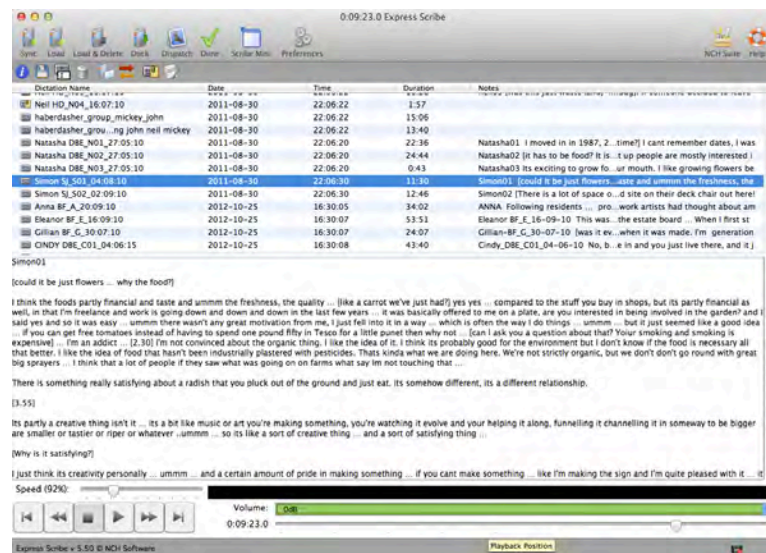 0:09:23.0 Express Scribe
Sync Load Load & Delete Dock Dispatch Done Scribe Mini Preferences NCH Suite Help
Dictation Name Date Time Duration Notes
Neil HD_N04_16:07:10 2011-08-30 22:06:22 1:57
haberdasher_group_mickey_john 2011-08-30 22:06:22 15:06
haberdasher_grou...ng john neil mickey 2011-08-30 22:06:22 13:40
Natasha DBE_N01_27:05:10 2011-08-30 22:06:20 22:36 Natasha01 I moved in in 1987, 2...time?] I cant remember dates, I was
Natasha DBE_N02_27:05:10 2011-08-30 22:06:20 24:44 Natasha02 [it has to be food? It is...t up people are mostly interested i
Natasha DBE_N03_27:05:10 2011-08-30 22:06:20 0:43 Natasha03 Its exciting to grow fo...ur mouth. I like growing flowers be
Simon SJ_S01_04:08:10 2011-08-30 22:06:30 11:30 Simon01 [could it be just flowers...aste and ummm the freshness, the
Simon SJ_S02_02:09:10 2011-08-30 22:06:30 12:46 Simon02 [There is a lot of space o...d site on their deck chair out here!
Anna BF_A_20:09:10 2012-10-25 16:30:05 34:02 ANNA Following residents ... pro...work artists had thought about am
Eleanor BF_E_16:09:10 2012-10-25 16:30:07 53:51 Eleanor BF_E_16-09-10 This was...the estate board ... When I first st
Gillian BF_G_30:07:10 2012-10-25 16:30:07 24:07 Gillian-BF_G_30-07-10 [was it ev...when it was made. I'm generation
CINDY DBE_C01_04:06:15 2012-10-25 16:30:08 43:40 Cindy_DBE_C01_04-06-10 No, b...e in and you just live there, and it j
Simon01
[could it be just flowers ... why the food?]
I think the foods partly financial and taste and ummm the freshness, the quality ... [like a carrot we've just had?] yes yes ... compared to the stuff you buy in shops, but its partly financial as
well, in that I'm freelance and work is going down and down and down in the last few years ... it was basically offered to me on a plate, are you interested in being involved in the garden? and I
said yes and so it was easy ... ummm there wasn't any great motivation from me, I just fell into it in a way ... which is often the way I do things ... ummmm ... but it just seemed like a good idea
... if you can get free tomatoes instead of having to spend one pound fifty in Tesco for a little punet then why not ... [can I ask you a question about that? Yoiur smoking and smoking is
expensive] ... I'm an addict ... [2.30] I'm not convinced about the organic thing. I like the idea of it. I think its probably good for the environment but I don't know if the food is necessary all
that better. I like the idea of food that hasn't been industrially plastered with pesticides. Thats kinda what we are doing here. We're not strictly organic, but we don't don't go round with great
big sprayers ... I think that a lot of people if they saw what was going on on farms what say Im not touching that ...
There is something really satisfying about a radish that you pluck out of the ground and just eat. its somehow different, its a different relationship.
[3.55]
Its partly a creative thing isn't it ... its a bit like music or art you're making something, you're watching it evolve and your helping it along, funnelling it channelling it in someway to be bigger
are smaller or tastier or riper or whatever ..ummmm ... so its like a sort of creative thing ... and a sort of satisfying thing ...
[Why is it satisfying?]
I just think its creativity personally ... ummm ... and a certain amount of pride in making something ... if you cant make something ... like I'm making the sign and I'm quite pleased with it ... it
Speed (92%):
Volume: 0dB
0:09:23.0
Playback Position
Express Scribe v 5.50 © NCH Software